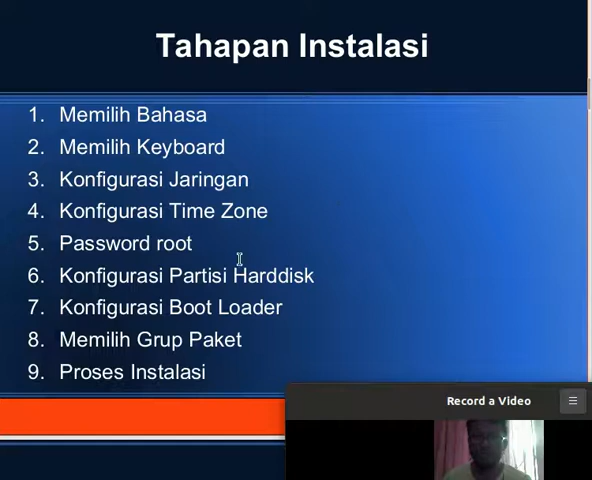 Tahapan Instalasi
1. Memilih Bahasa
2. Memilih Keyboard
3. Konfigurasi Jaringan
4. Konfigurasi Time Zone
5. Password root
6. Konfigurasi Partisi Harddisk
7. Konfigurasi Boot Loader
8. Memilih Grup Paket
9. Proses Instalasi
Record a Video